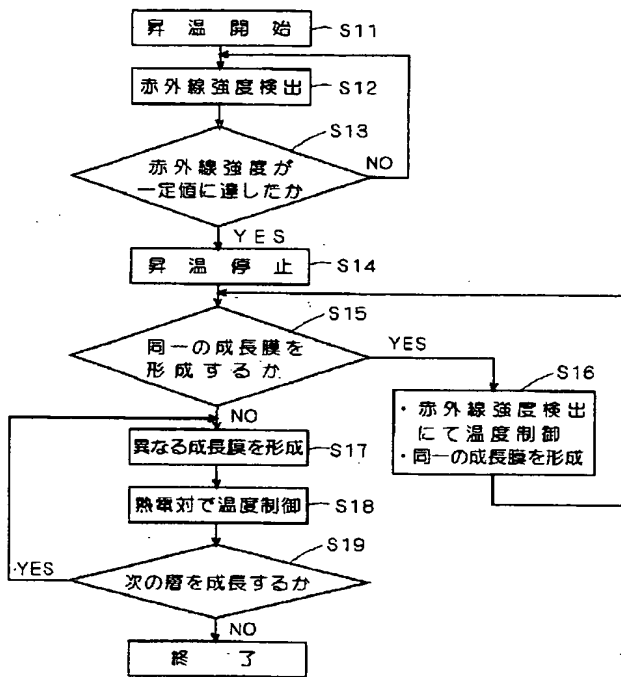 昇温開始
S11
赤外線強度検出
S12
S13
赤外線強度が
一定値に達したか
NO
YES
昇温停止
S14
S15
同一の成長膜を
形成するか
YES
S16
・赤外線強度検出
にて温度制御
・同一の成長膜を形成
NO
異なる成長膜を形成
S17
熱電対で温度制御
S18
S19
YES
次の層を成長するか
NO
終了